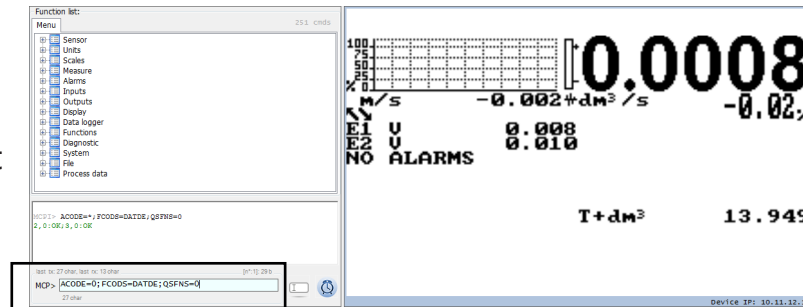 Function list:
Menu
251 cmds
Sensor
Units
Scales
Measure
Alarms
Inputs
Outputs
Display
Data logger
Functions
Diagnostic
System
File
Process data
MCPI> ACODE=*;FCODS=DATDE;QSFNS=0
2,0:OK;3,0:OK
last tx: 27 char, last rx: 13 char
[n°:1]: 29 b
MCP> ACODE=0;FCODS=DATDE;QSFNS=0
27 char
100
75
50
25
% 0
0.0008
m/s -0.002 dm³/s -0.02
E1 V 0.008
E2 V 0.010
NO ALARMS
T+dm³ 13.949
Device IP: 10.11.12.